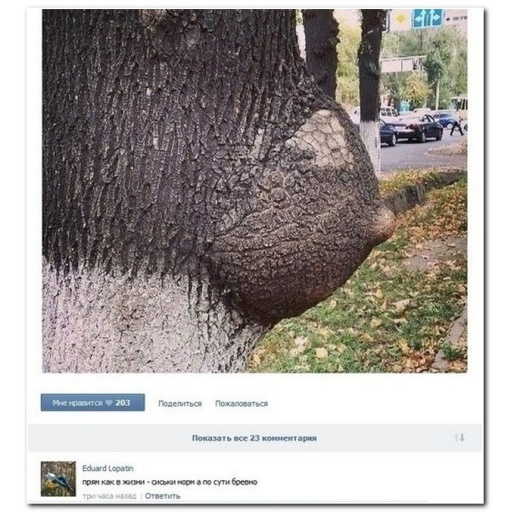 Мне нравится 203 Поделиться Пожаловаться
Показать все 23 комментария
Eduard Lopatin
прям как в жизни - сиськи норм а по сути бревно
три часа назад | Ответить